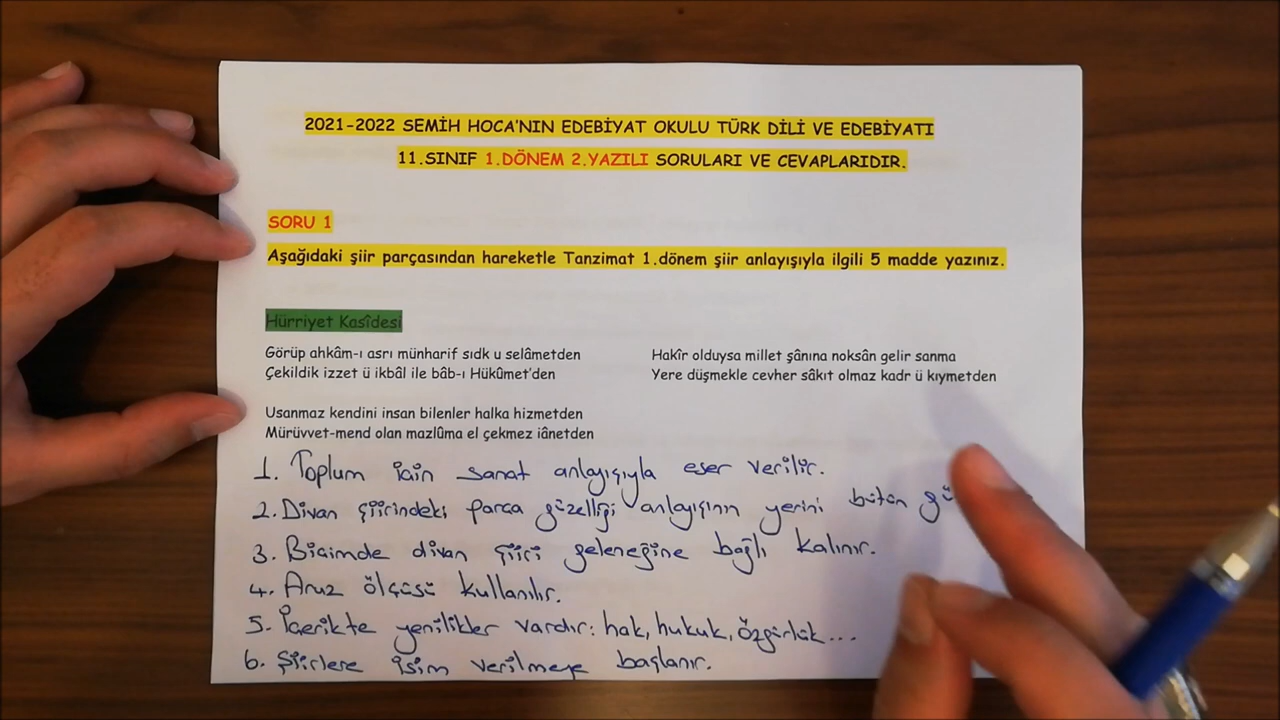 2021-2022 SEMİH HOCA'NIN EDEBİYAT OKULU TÜRK DİLİ VE EDEBİYATI
11.SINIF 1.DÖNEM 2.YAZILI SORULARI VE CEVAPLARIDIR.
SORU 1
Aşağıdaki şiir parçasından hareketle Tanzimat 1.dönem şiir anlayışıyla ilgili 5 madde yazınız.
Hürriyet Kasîdesi
Görüp ahkâm-ı asrı münharif sıdk u selâmetden
Çekildik izzet ü ikbâl ile bâb-ı Hükûmet'den
Usanmaz kendini insan bilenler halka hizmetden
Mürüvvet-mend olan mazlûma el çekmez iânetden
Hakîr olduysa millet şânına noksân gelir sanma
Yere düşmekle cevher sâkıt olmaz kadr ü kıymetden
1. Toplum için sanat anlayışıyla eser verilir.
2. Divan şiirindeki parça güzelliği anlayışının yerini bütün
3. Biçimde divan şiiri geleneğine bağlı kalınır.
4. Aruz ölçüsü kullanılır.
5. İçerikte yenilikler vardır: hak, hukuk, özgürlük...
6. Şiirlere isim verilmeye başlanır.